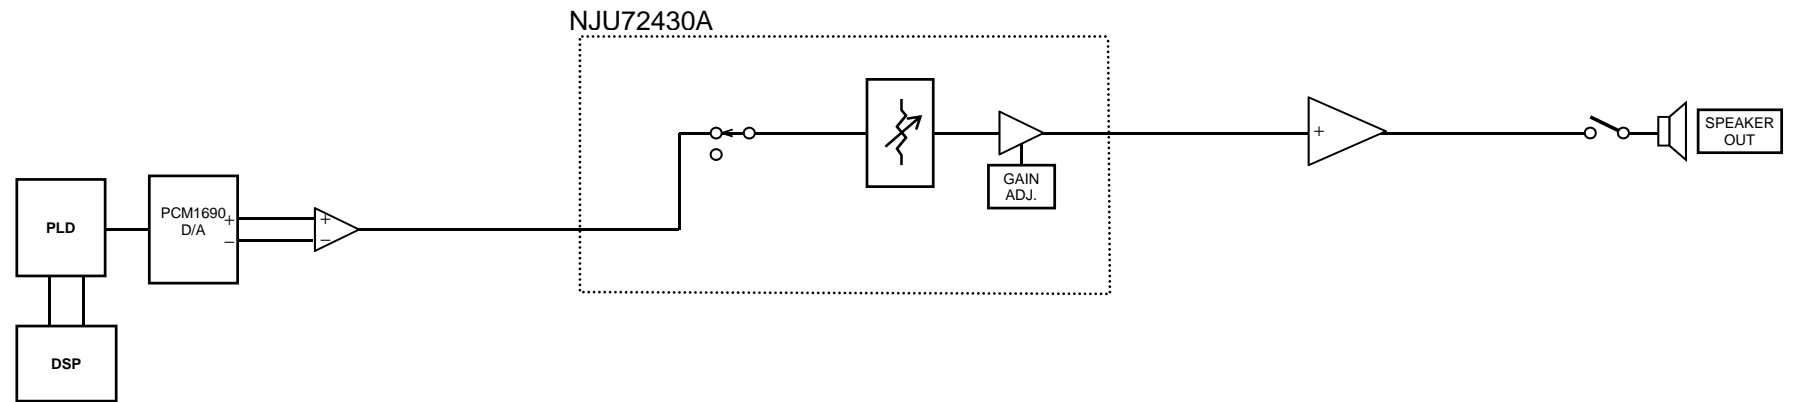 NJU72430A
GAIN
ADJ.
+
SPEAKER
OUT
PLD
PCM1690
D/A
+
−
+
−
DSP